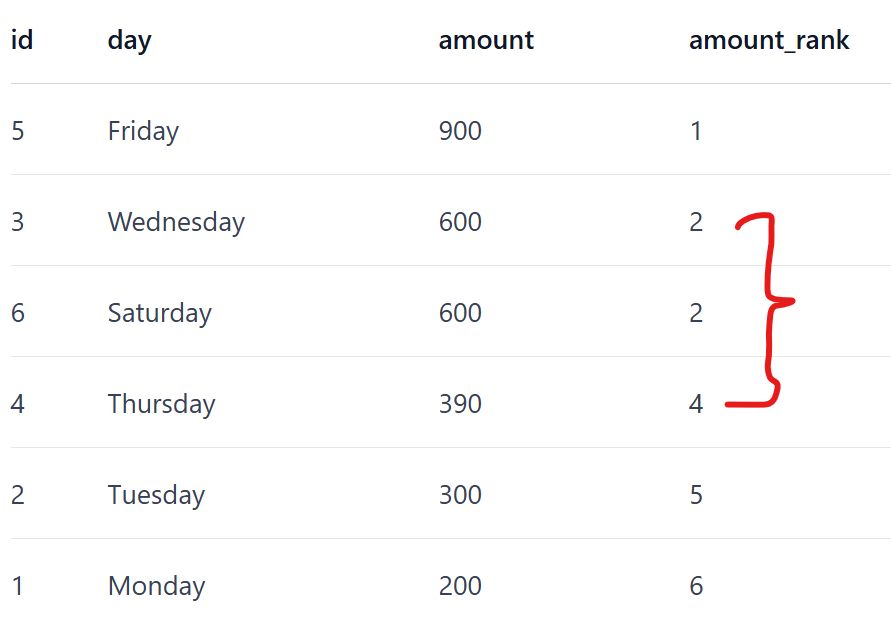 id day amount amount_rank
5 Friday 900 1
3 Wednesday 600 2
6 Saturday 600 2
4 Thursday 390 4
2 Tuesday 300 5
1 Monday 200 6